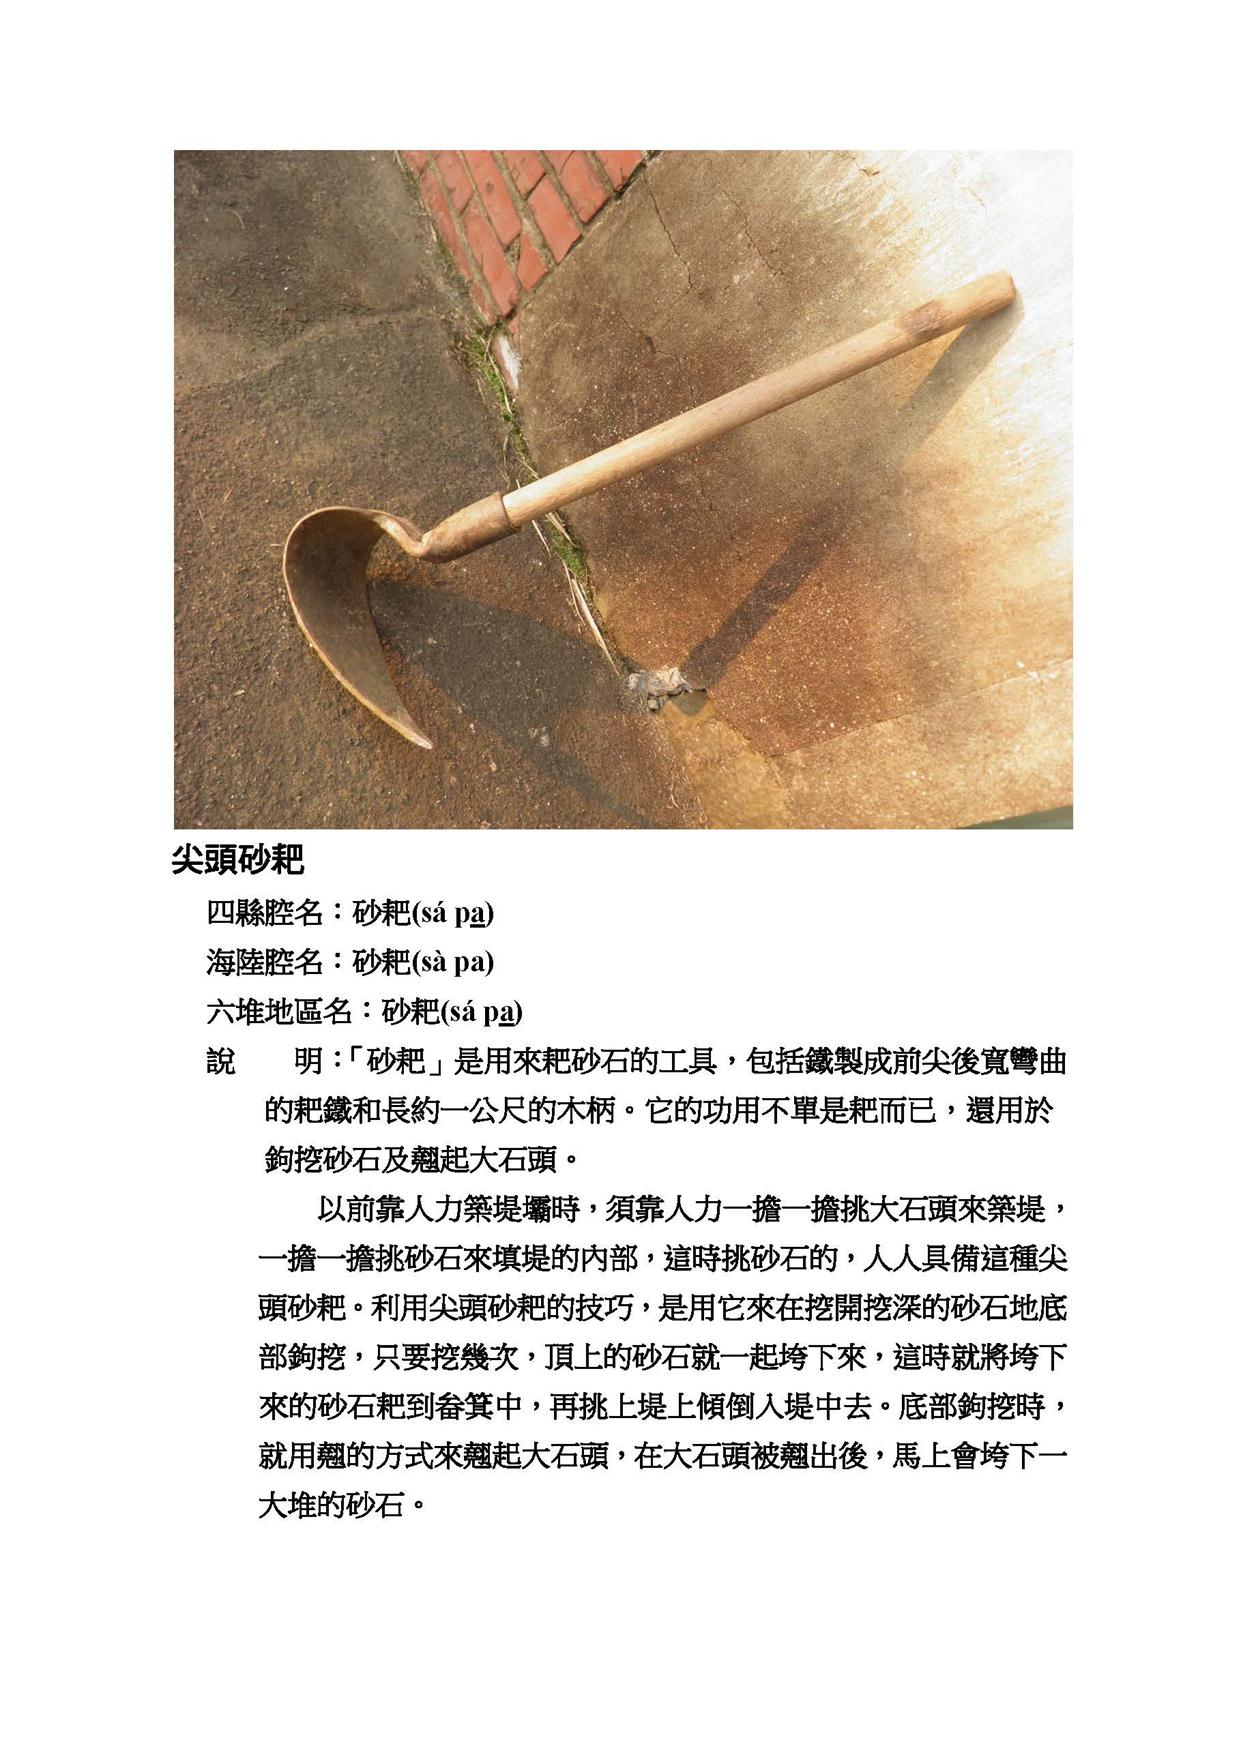 尖頭砂耙
四縣腔名：砂耙(sá pa)
海陸腔名：砂耙(sà pa)
六堆地區名：砂耙(sá pa)
說　　明：「砂耙」是用來耙砂石的工具，包括鐵製成前尖後寬彎曲
的耙鐵和長約一公尺的木柄。它的功用不單是耙而已，還用於
鉤挖砂石及翹起大石頭。
以前靠人力築堤壩時，須靠人力一擔一擔挑大石頭來築堤，
一擔一擔挑砂石來填堤的內部，這時挑砂石的，人人具備這種尖
頭砂耙。利用尖頭砂耙的技巧，是用它來在挖開挖深的砂石地底
部鉤挖，只要挖幾次，頂上的砂石就一起垮下來，這時就將垮下
來的砂石耙到畚箕中，再挑上堤上傾倒入堤中去。底部鉤挖時，
就用翹的方式來翹起大石頭，在大石頭被翹出後，馬上會垮下一
大堆的砂石。